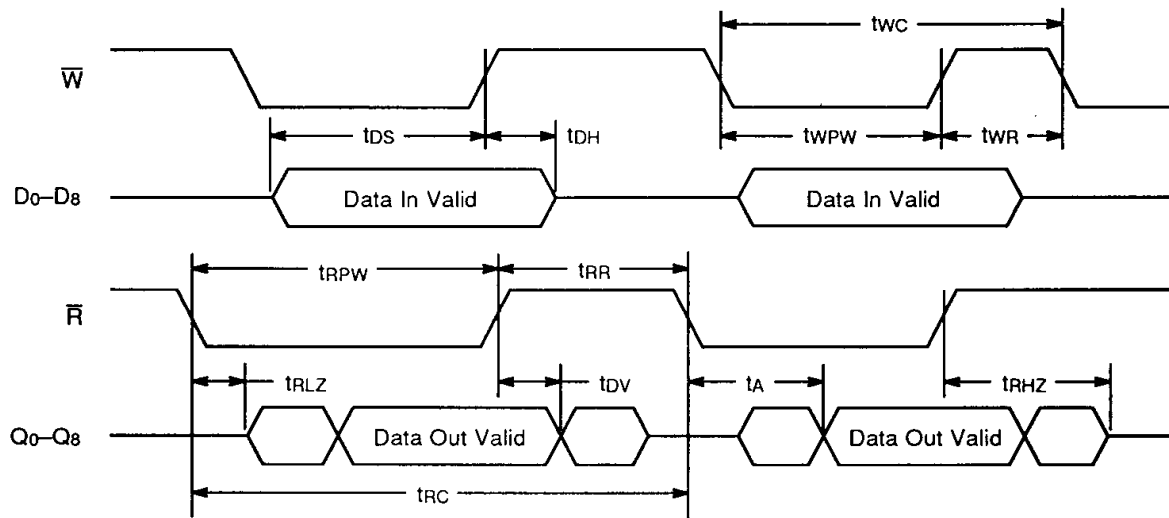 tWC
W̅
tDS
tDH
tWPW
tWR
D0–D8
Data In Valid
Data In Valid
tRPW
tRR
R̅
tRLZ
tDV
tA
tRHZ
Q0–Q8
Data Out Valid
Data Out Valid
tRC